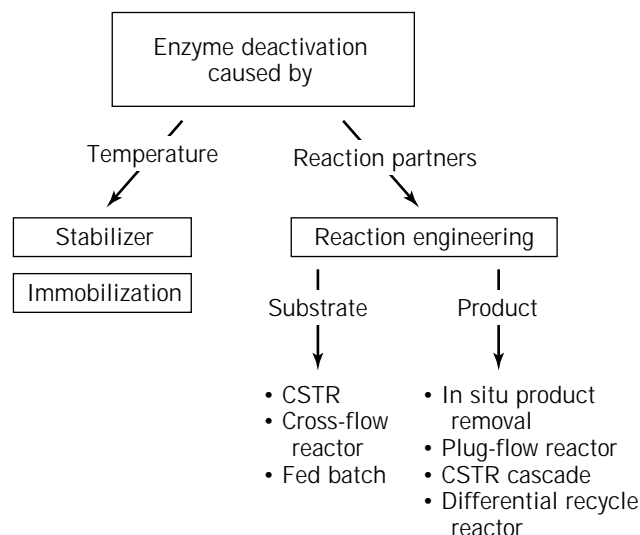 Enzyme deactivation
caused by
Temperature
Reaction partners
Stabilizer
Immobilization
Reaction engineering
Substrate
Product
• CSTR
• Cross-flow
reactor
• Fed batch
• In situ product
removal
• Plug-flow reactor
• CSTR cascade
• Differential recycle
reactor